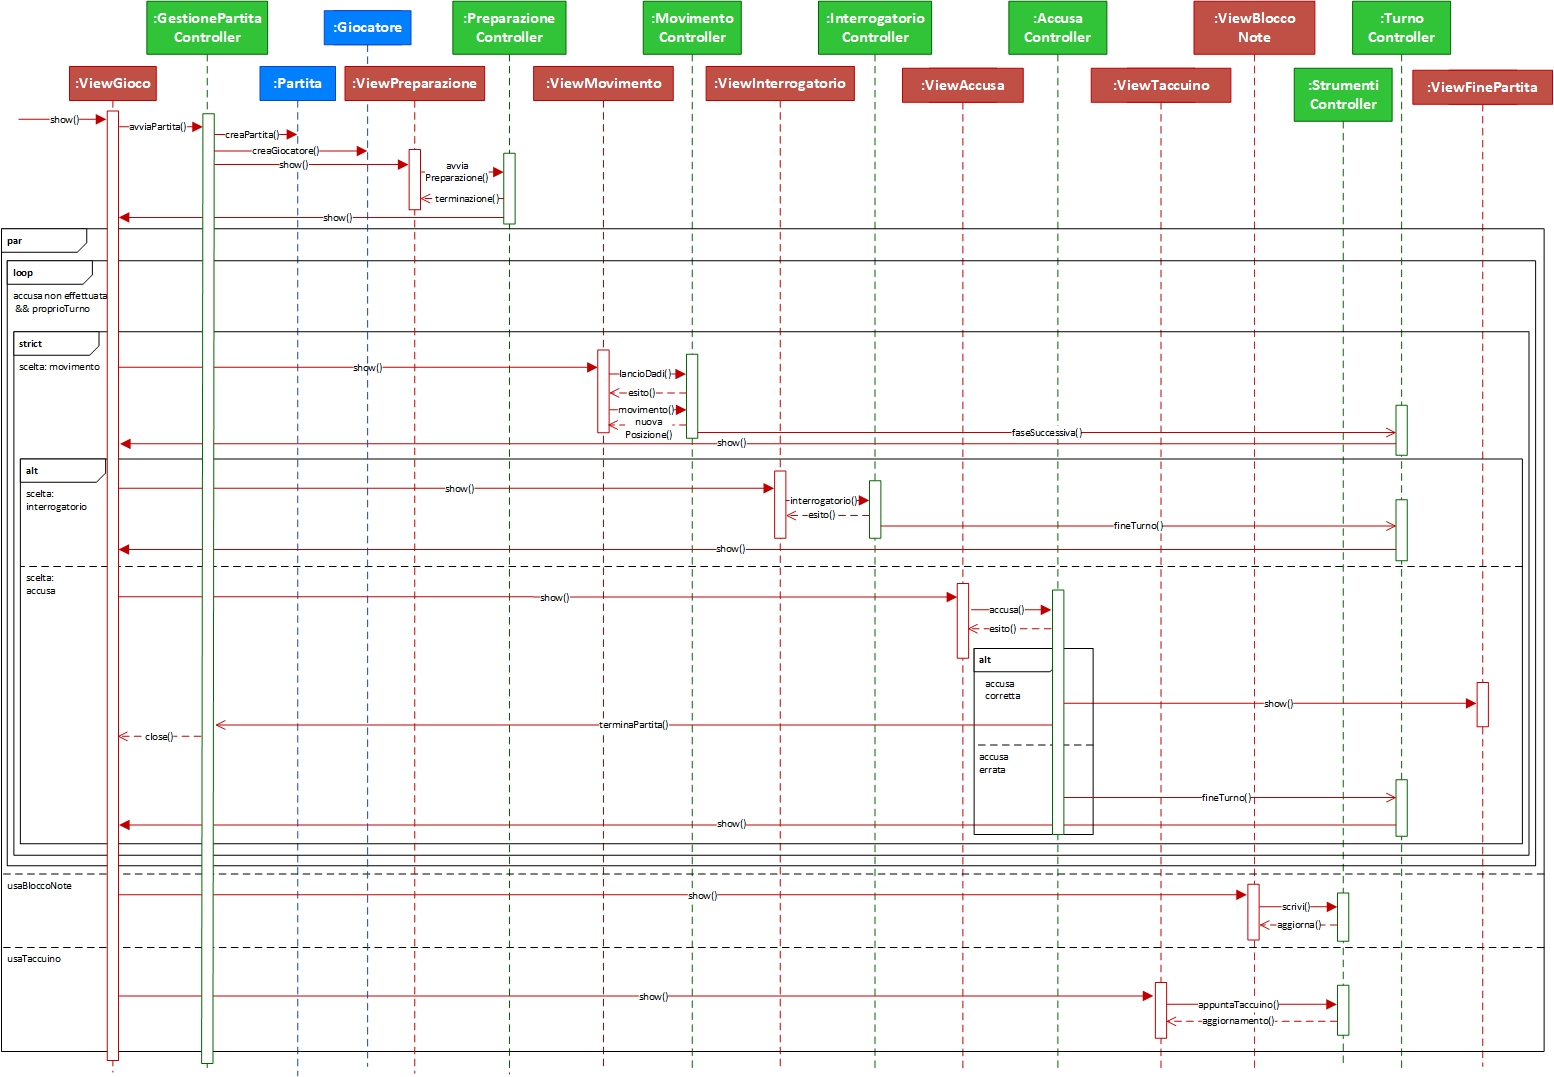 :GestionePartita
Controller
:Giocatore
:Preparazione
Controller
:Movimento
Controller
:Interrogatorio
Controller
:Accusa
Controller
:ViewBlocco
Note
:Turno
Controller
:ViewGioco
:Partita
:ViewPreparazione
:ViewMovimento
:ViewInterrogatorio
:ViewAccusa
:ViewTaccuino
:Strumenti
Controller
:ViewFinePartita
show()
avviaPartita()
creaPartita()
creaGiocatore()
show()
avvia
Preparazione()
terminazione()
show()
par
loop
accusa non effettuata
&& proprioTurno
strict
scelta: movimento
show()
lancioDadi()
esito()
movimento()
nuova
Posizione()
faseSuccessiva()
show()
alt
scelta:
interrogatorio
show()
interrogatorio()
esito()
fineTurno()
show()
scelta:
accusa
show()
accusa()
esito()
alt
accusa
corretta
show()
terminaPartita()
close()
accusa
errata
fineTurno()
show()
usaBloccoNote
show()
scrivi()
aggiorna()
usaTaccuino
show()
appuntaTaccuino()
aggiornamento()